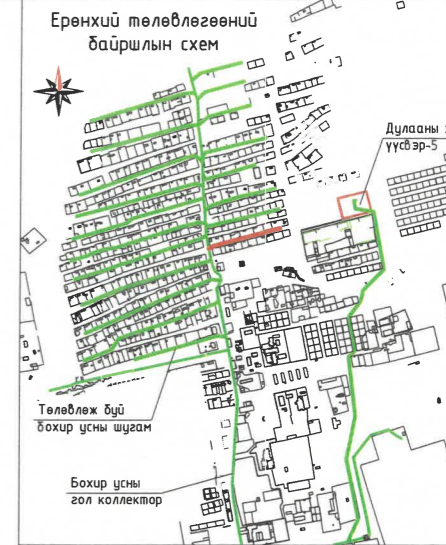 Ерөнхий төлөвлөгөөний
байршлын схем
Дулааны
үүсвэр-5
Төлөвлөж буй
бохир усны шугам
Бохир усны
гол коллектор